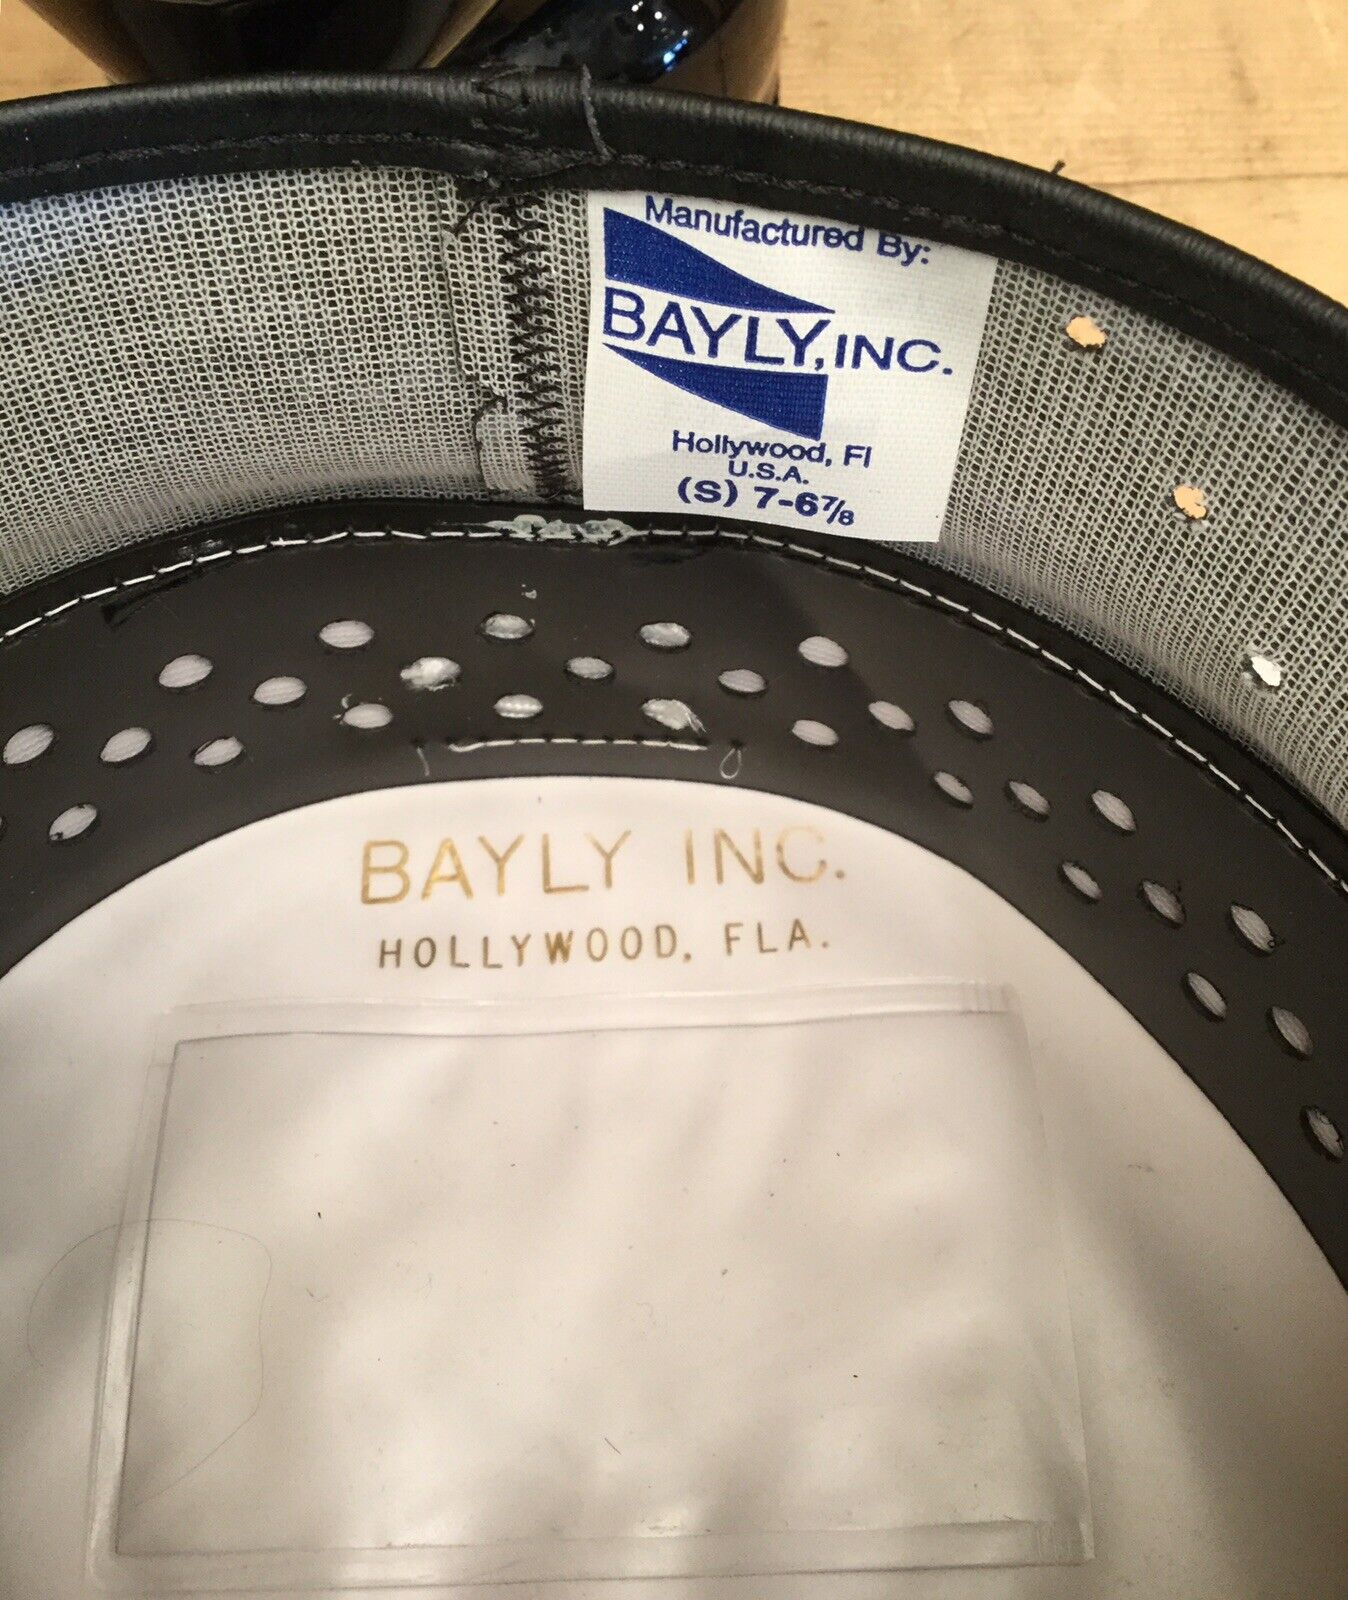 Manufactured By:
BAYLY, INC.
Hollywood, Fl
U.S.A.
(S) 7-6⅞
BAYLY INC.
HOLLYWOOD, FLA.